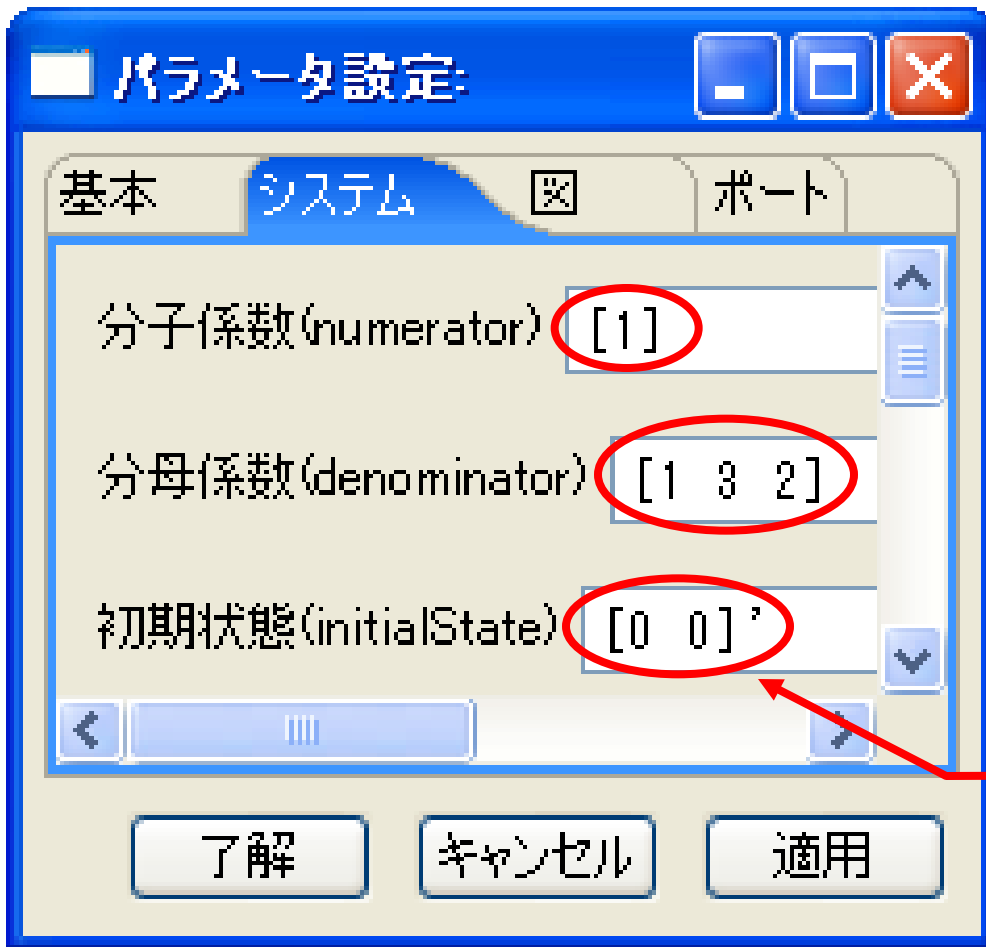 パラメータ設定:
基本 システム 図 ポート
分子係数(numerator) [1]
分母係数(denominator) [1 3 2]
初期状態(initialState) [0 0]'
了解 キャンセル 適用